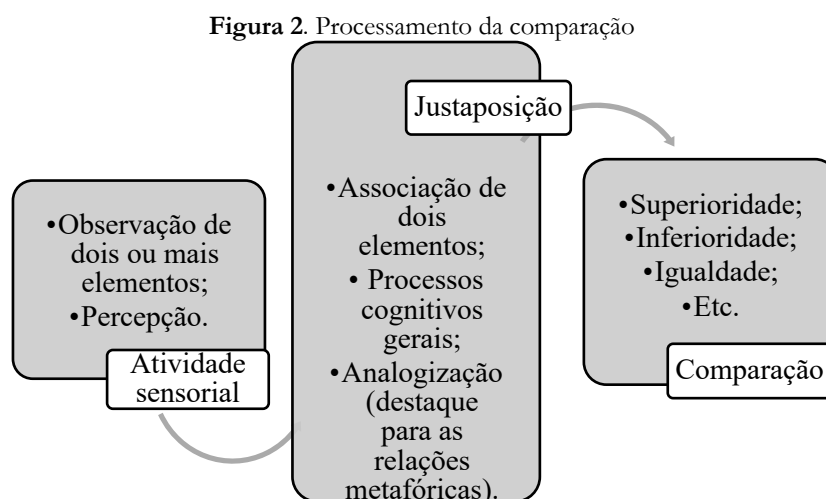 Figura 2. Processamento da comparação
•Observação de
dois ou mais
elementos;
•Percepção.
Atividade
sensorial
Justaposição
•Associação de
dois
elementos;
• Processos
cognitivos
gerais;
•Analogização
(destaque
para as
relações
metafóricas).
•Superioridade;
•Inferioridade;
•Igualdade;
•Etc.
Comparação